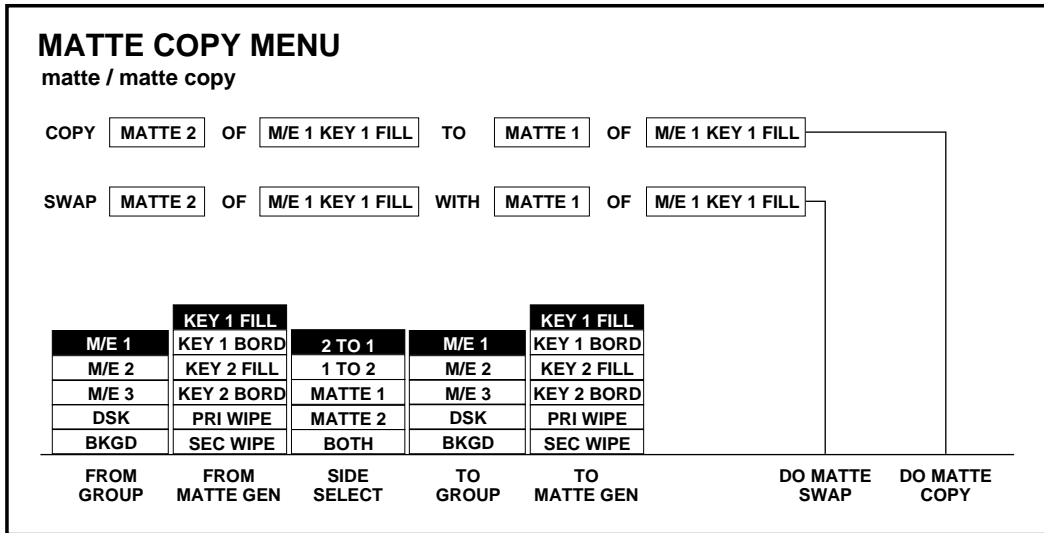 MATTE COPY MENU
matte / matte copy
COPY MATTE 2 OF M/E 1 KEY 1 FILL TO MATTE 1 OF M/E 1 KEY 1 FILL
SWAP MATTE 2 OF M/E 1 KEY 1 FILL WITH MATTE 1 OF M/E 1 KEY 1 FILL
KEY 1 FILL KEY 1 FILL
M/E 1 KEY 1 BORD 2 TO 1 M/E 1 KEY 1 BORD
M/E 2 KEY 2 FILL 1 TO 2 M/E 2 KEY 2 FILL
M/E 3 KEY 2 BORD MATTE 1 M/E 3 KEY 2 BORD
DSK PRI WIPE MATTE 2 DSK PRI WIPE
BKGD SEC WIPE BOTH BKGD SEC WIPE
FROM FROM SIDE TO TO DO MATTE DO MATTE
GROUP MATTE GEN SELECT GROUP MATTE GEN SWAP COPY